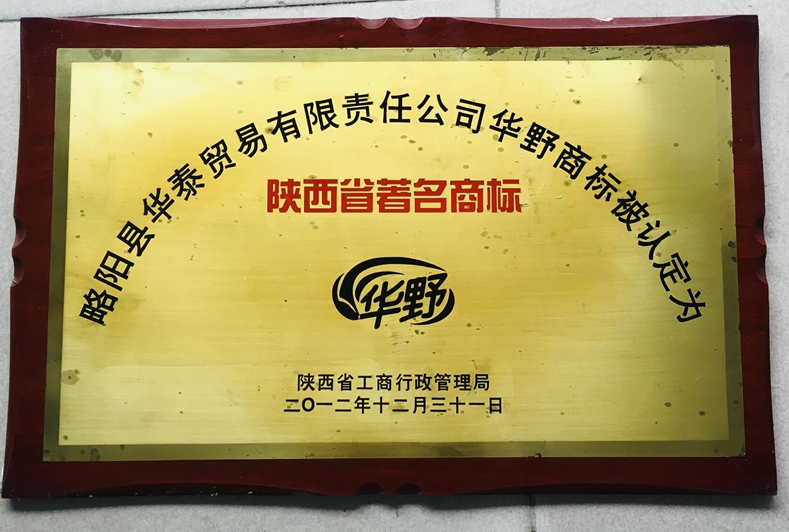 略阳县华泰贸易有限责任公司华野商标被认定为
陕西省著名商标
华野
陕西省工商行政管理局
二〇一二年十二月三十一日